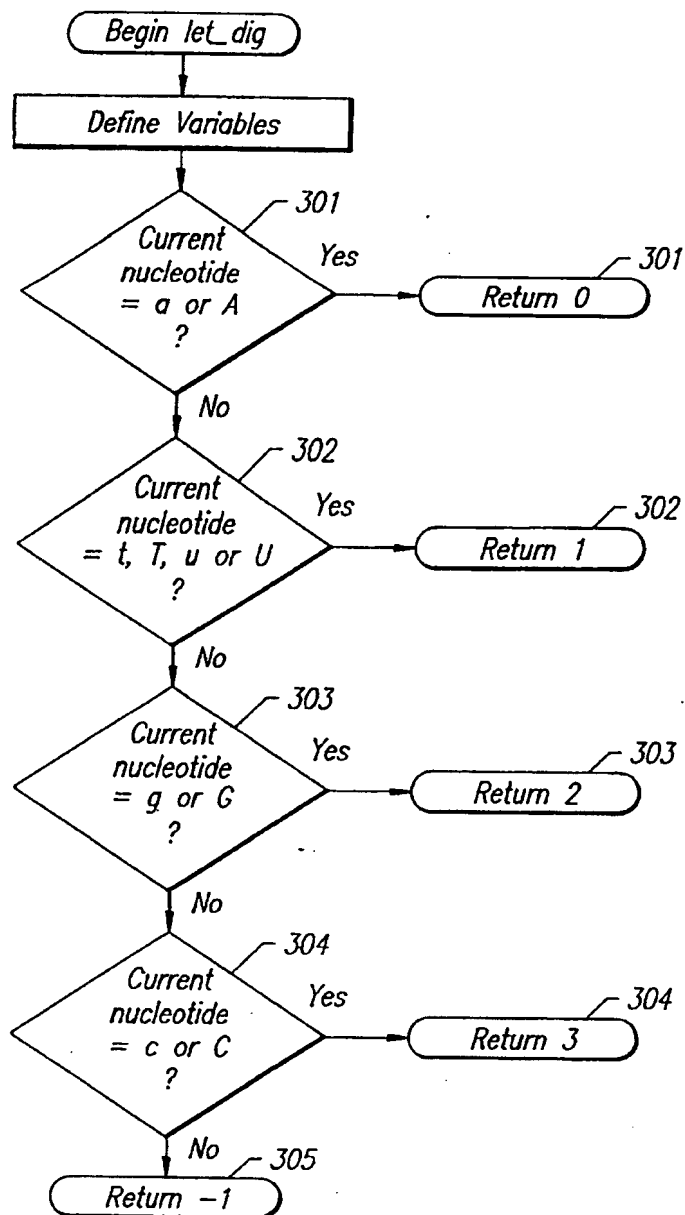 Begin let_dig
Define Variables
301
Current
nucleotide
= a or A
?
Yes
301
Return 0
No
302
Current
nucleotide
= t, T, u or U
?
Yes
302
Return 1
No
303
Current
nucleotide
= g or G
?
Yes
303
Return 2
No
304
Current
nucleotide
= c or C
?
Yes
304
Return 3
No
305
Return -1